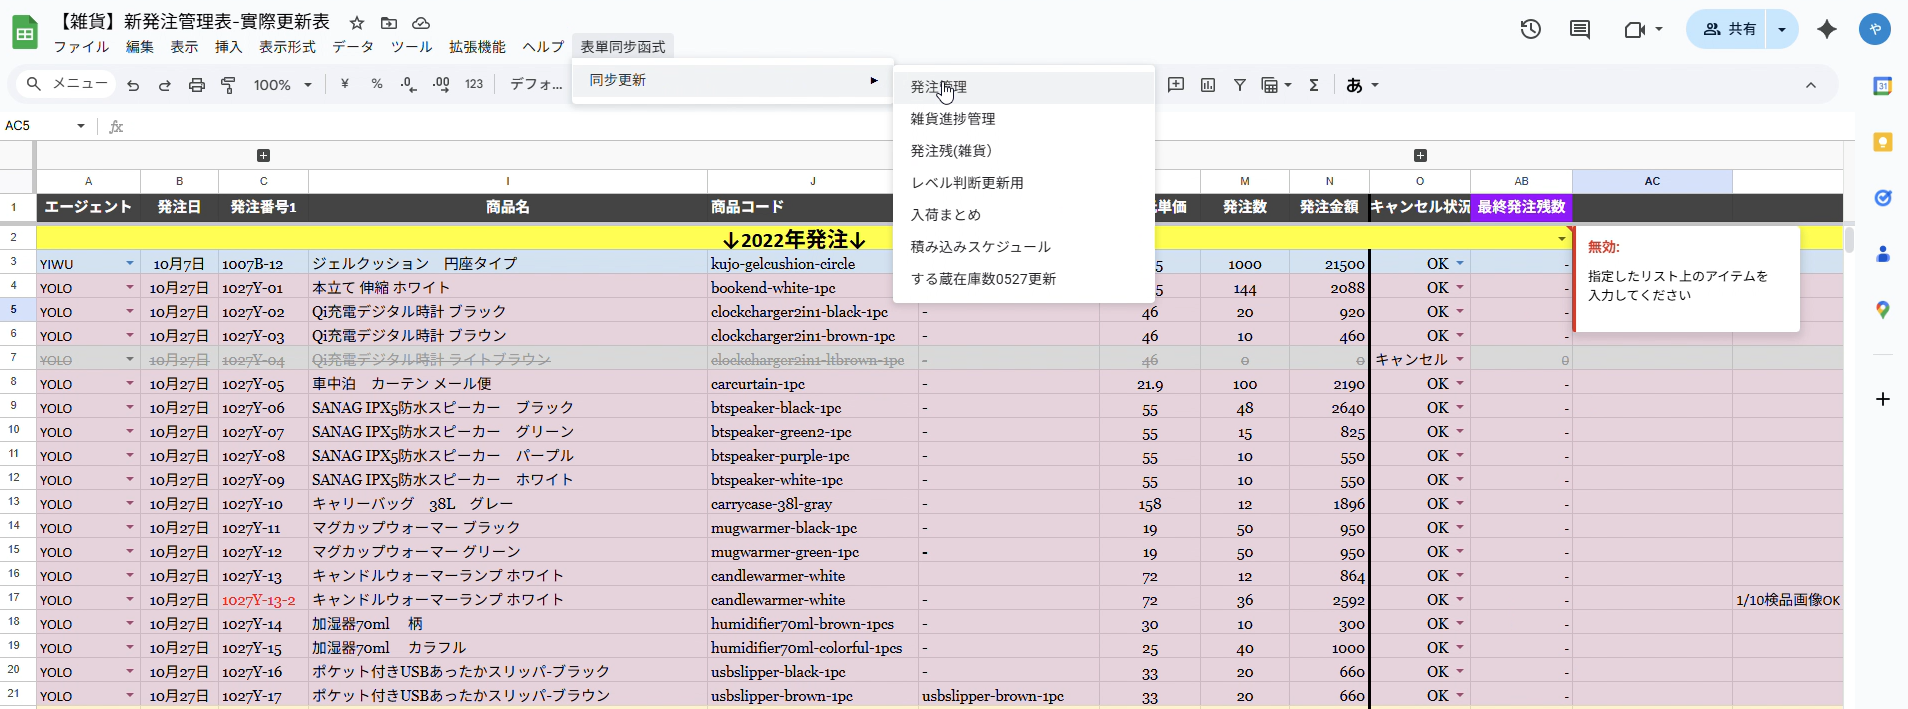 【雑貨】新発注管理表-實際更新表
ファイル 編集 表示 挿入 表示形式 データ ツール 拡張機能 ヘルプ 表單同步函式
共有 や
メニュー 100% ¥ % .0 .00 123 デフォ... Σ あ
同步更新
発注管理
雑貨進捗管理
発注残(雑貨)
レベル判断更新用
入荷まとめ
積み込みスケジュール
する蔵在庫数0527更新
AC5 fx
31
A B C I J M N O AB AC
1 エージェント 発注日 発注番号1 商品名 商品コード 単価 発注数 発注金額 キャンセル状況 最終発注残数
2 ↓2022年発注↓
無効:
指定したリスト上のアイテムを
入力してください
3 YIWU 10月7日 1007B-12 ジェルクッション　円座タイプ kujo-gelcushion-circle 5 1000 21500 OK -
4 YOLO 10月27日 1027Y-01 本立て 伸縮 ホワイト bookend-white-1pc 5 144 2088 OK -
5 YOLO 10月27日 1027Y-02 Qi充電デジタル時計 ブラック clockcharger2in1-black-1pc - 46 20 920 OK -
6 YOLO 10月27日 1027Y-03 Qi充電デジタル時計 ブラウン clockcharger2in1-brown-1pc - 46 10 460 OK -
7 YOLO 10月27日 1027Y-04 Qi充電デジタル時計 ライトブラウン clockcharger2in1-ltbrown-1pc - 46 0 0 キャンセル 0
8 YOLO 10月27日 1027Y-05 車中泊　カーテン メール便 carcurtain-1pc - 21.9 100 2190 OK -
9 YOLO 10月27日 1027Y-06 SANAG IPX5防水スピーカー　ブラック btspeaker-black-1pc - 55 48 2640 OK -
10 YOLO 10月27日 1027Y-07 SANAG IPX5防水スピーカー　グリーン btspeaker-green2-1pc - 55 15 825 OK -
11 YOLO 10月27日 1027Y-08 SANAG IPX5防水スピーカー　パープル btspeaker-purple-1pc - 55 10 550 OK -
12 YOLO 10月27日 1027Y-09 SANAG IPX5防水スピーカー　ホワイト btspeaker-white-1pc - 55 10 550 OK -
13 YOLO 10月27日 1027Y-10 キャリーバッグ　38L　グレー carrycase-38l-gray - 158 12 1896 OK -
14 YOLO 10月27日 1027Y-11 マグカップウォーマー ブラック mugwarmer-black-1pc - 19 50 950 OK -
15 YOLO 10月27日 1027Y-12 マグカップウォーマー グリーン mugwarmer-green-1pc - 19 50 950 OK -
16 YOLO 10月27日 1027Y-13 キャンドルウォーマーランプ ホワイト candlewarmer-white 72 12 864 OK -
17 YOLO 10月27日 1027Y-13-2 キャンドルウォーマーランプ ホワイト candlewarmer-white - 72 36 2592 OK - 1/10検品画像OK
18 YOLO 10月27日 1027Y-14 加湿器70ml　柄 humidifier70ml-brown-1pcs - 30 10 300 OK -
19 YOLO 10月27日 1027Y-15 加湿器70ml　カラフル humidifier70ml-colorful-1pcs - 25 40 1000 OK -
20 YOLO 10月27日 1027Y-16 ポケット付きUSBあったかスリッパ-ブラック usbslipper-black-1pc - 33 20 660 OK -
21 YOLO 10月27日 1027Y-17 ポケット付きUSBあったかスリッパ-ブラウン usbslipper-brown-1pc usbslipper-brown-1pc 33 20 660 OK -